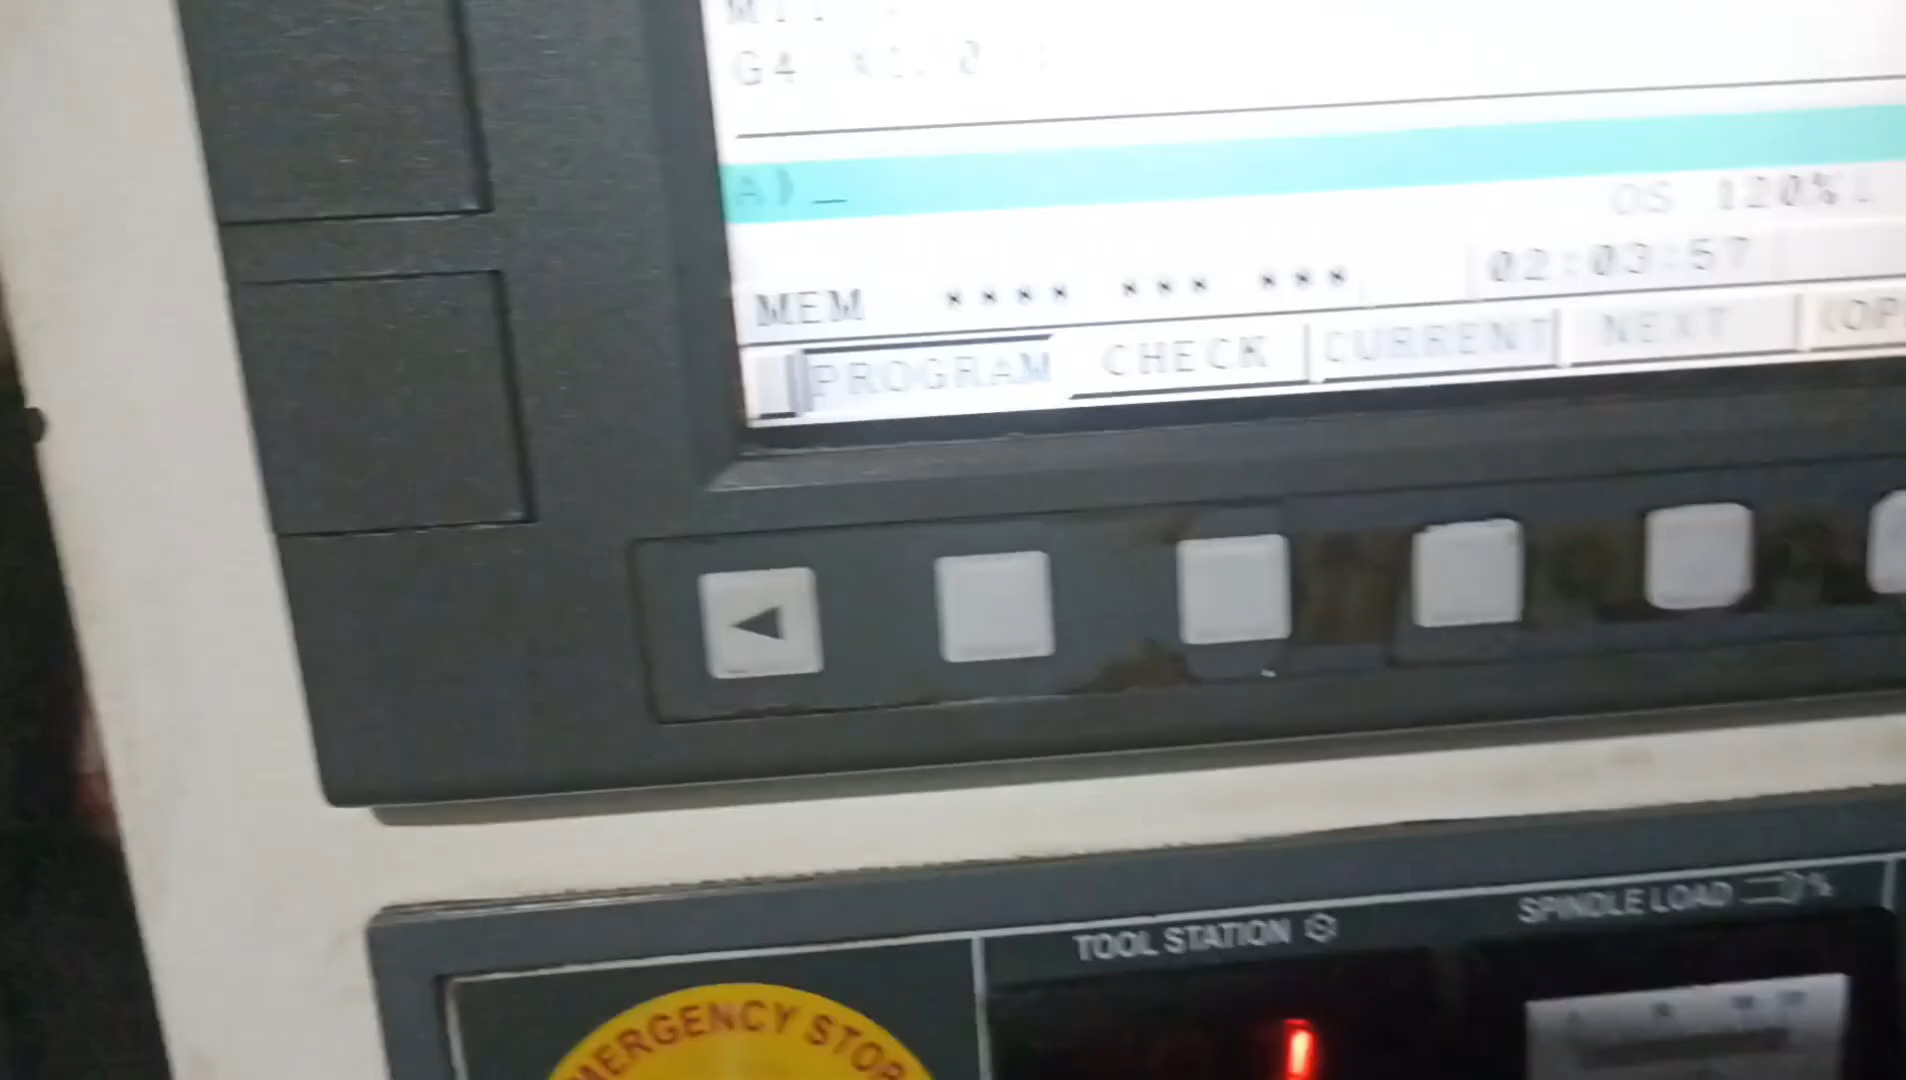 M11 ;
G4 X1.0 ;
A)_
OS 120% L
MEM **** *** *** 02:03:57
PROGRAM CHECK CURRENT NEXT (OP
TOOL STATION SPINDLE LOAD %
EMERGENCY STOP